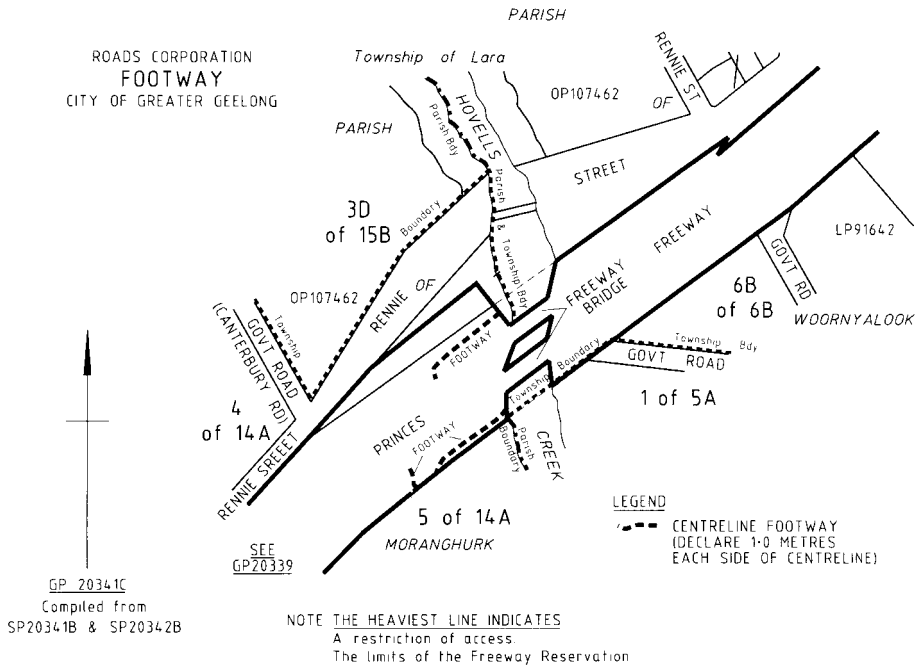 PARISH
ROADS CORPORATION
FOOTWAY
CITY OF GREATER GEELONG
Township of Lara
RENNIE ST
OP107462
OF
HOVELLS
PARISH
Parish Bdy
STREET
3D
of 15B
Boundary
Parish & Township Bdy
FREEWAY
LP91642
GOVT RD
6B
of 6B
WOORNYALOOK
OP107462
RENNIE OF
FREEWAY
BRIDGE
Township
GOVT ROAD
(CANTERBURY RD)
FOOTWAY
Township Boundary
Township Bdy
GOVT ROAD
1 of 5A
4
of 14A
PRINCES
FOOTWAY
Parish
Boundary
CREEK
RENNIE SREEET
5 of 14A
MORANGHURK
SEE
GP20339
LEGEND
CENTRELINE FOOTWAY
(DECLARE 1·0 METRES
EACH SIDE OF CENTRELINE)
GP 20341C
Compiled from
SP20341B & SP20342B
NOTE THE HEAVIEST LINE INDICATES
A restriction of access.
The limits of the Freeway Reservation